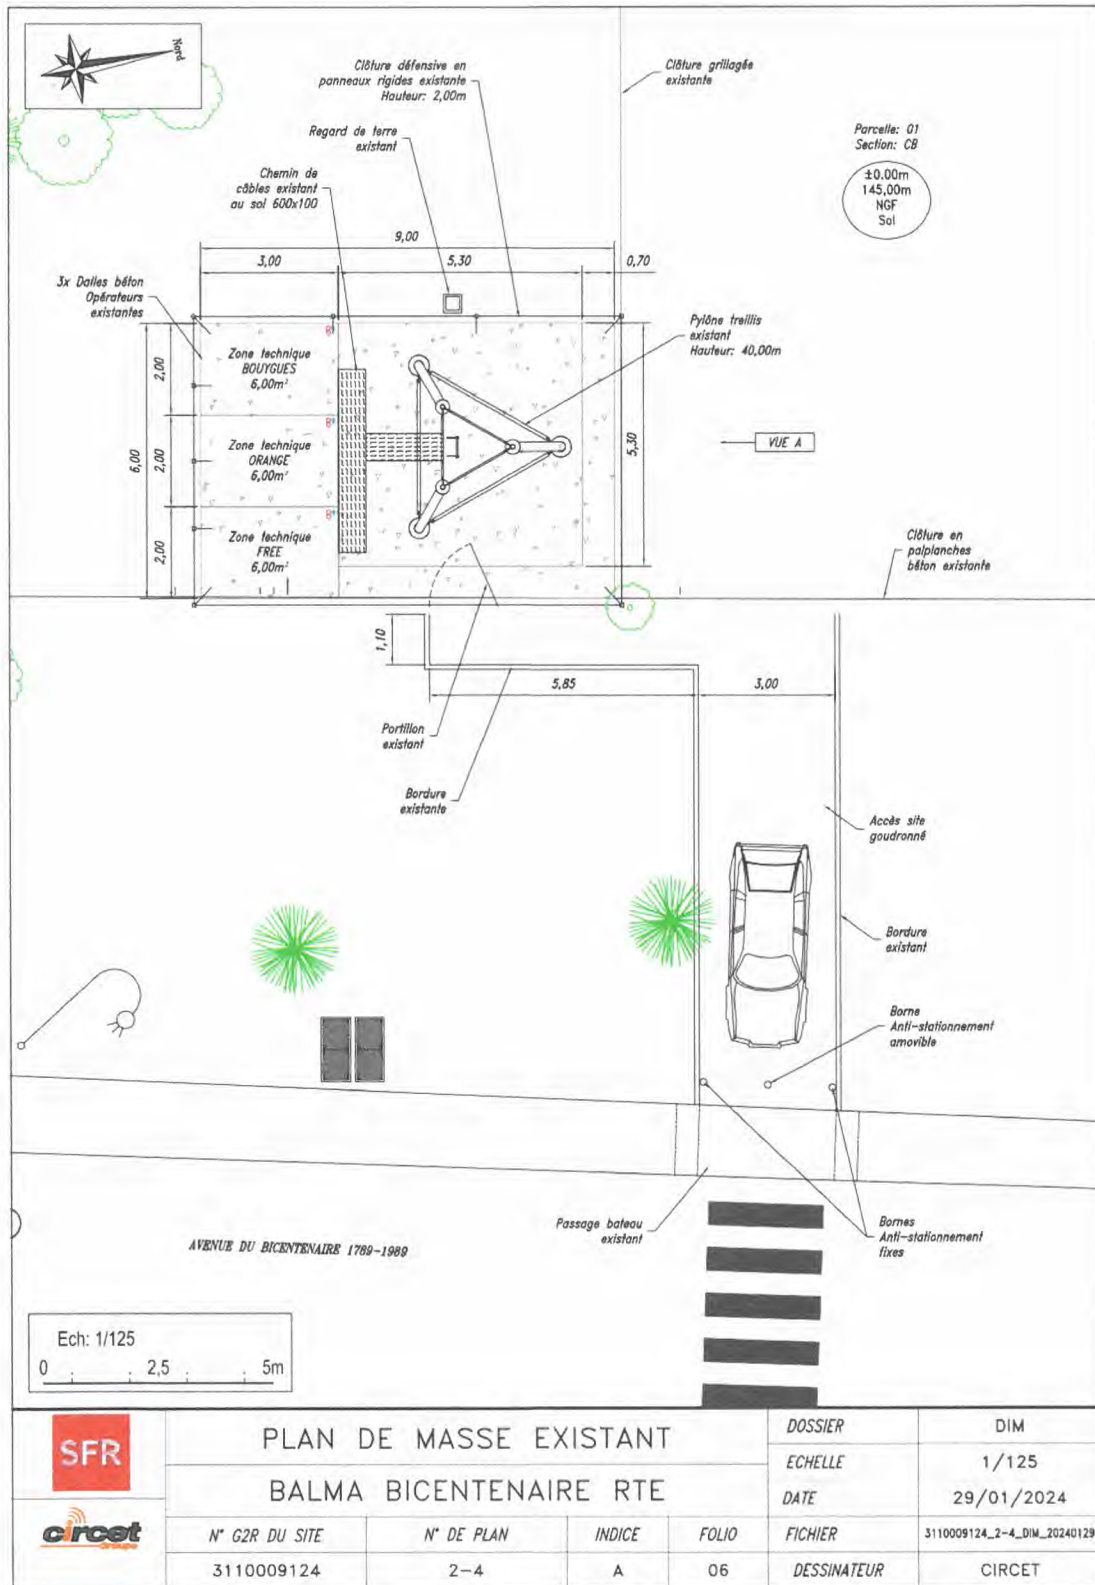 Nord
Clôture défensive en
panneaux rigides existante
Hauteur: 2,00m
Clôture grillagée
existante
Regard de terre
existant
Parcelle: 01
Section: CB
±0.00m
145,00m
NGF
Sol
Chemin de
câbles existant
au sol 600x100
9,00
3,00
5,30
0,70
3x Dalles béton
Opérateurs
existantes
Pylône treillis
existant
Hauteur: 40,00m
Zone technique
BOUYGUES
6,00m²
2,00
Zone technique
ORANGE
6,00m²
2,00
6,00
5,30
VUE A
Zone technique
FREE
6,00m²
2,00
Clôture en
palplanches
béton existante
1,10
5,85
3,00
Portillon
existant
Bordure
existante
Accès site
goudronné
Bordure
existant
Borne
Anti-stationnement
amovible
Passage bateau
existant
Bornes
Anti-stationnement
fixes
AVENUE DU BICENTENAIRE 1789-1989
Ech: 1/125
0 2,5 5m
SFR
circet
Groupe
PLAN DE MASSE EXISTANT
BALMA BICENTENAIRE RTE
DOSSIER DIM
ECHELLE 1/125
DATE 29/01/2024
N° G2R DU SITE N° DE PLAN INDICE FOLIO FICHIER 3110009124_2-4_DIM_20240129
3110009124 2-4 A 06 DESSINATEUR CIRCET